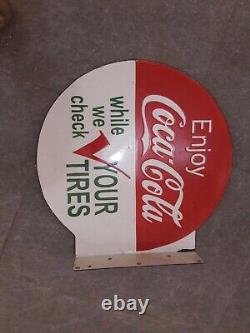 Enjoy
Coca-Cola
while
we
check
YOUR
TIRES
ebay